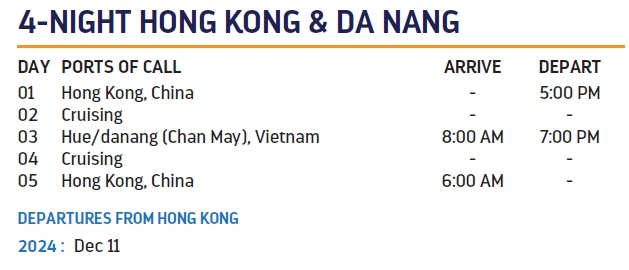 4-NIGHT HONG KONG & DA NANG
DAY PORTS OF CALL ARRIVE DEPART
01 Hong Kong, China - 5:00 PM
02 Cruising - -
03 Hue/danang (Chan May), Vietnam 8:00 AM 7:00 PM
04 Cruising - -
05 Hong Kong, China 6:00 AM -
DEPARTURES FROM HONG KONG
2024 : Dec 11